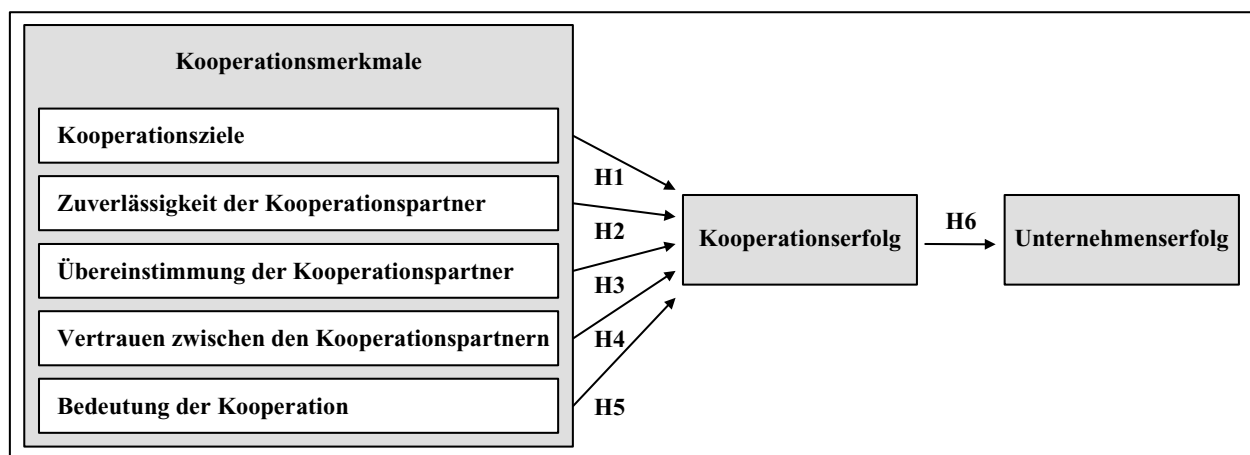 Kooperationsmerkmale
Kooperationsziele
Zuverlässigkeit der Kooperationspartner
Übereinstimmung der Kooperationspartner
Vertrauen zwischen den Kooperationspartnern
Bedeutung der Kooperation
H1
H2
H3
H4
H5
Kooperationserfolg
H6
Unternehmenserfolg